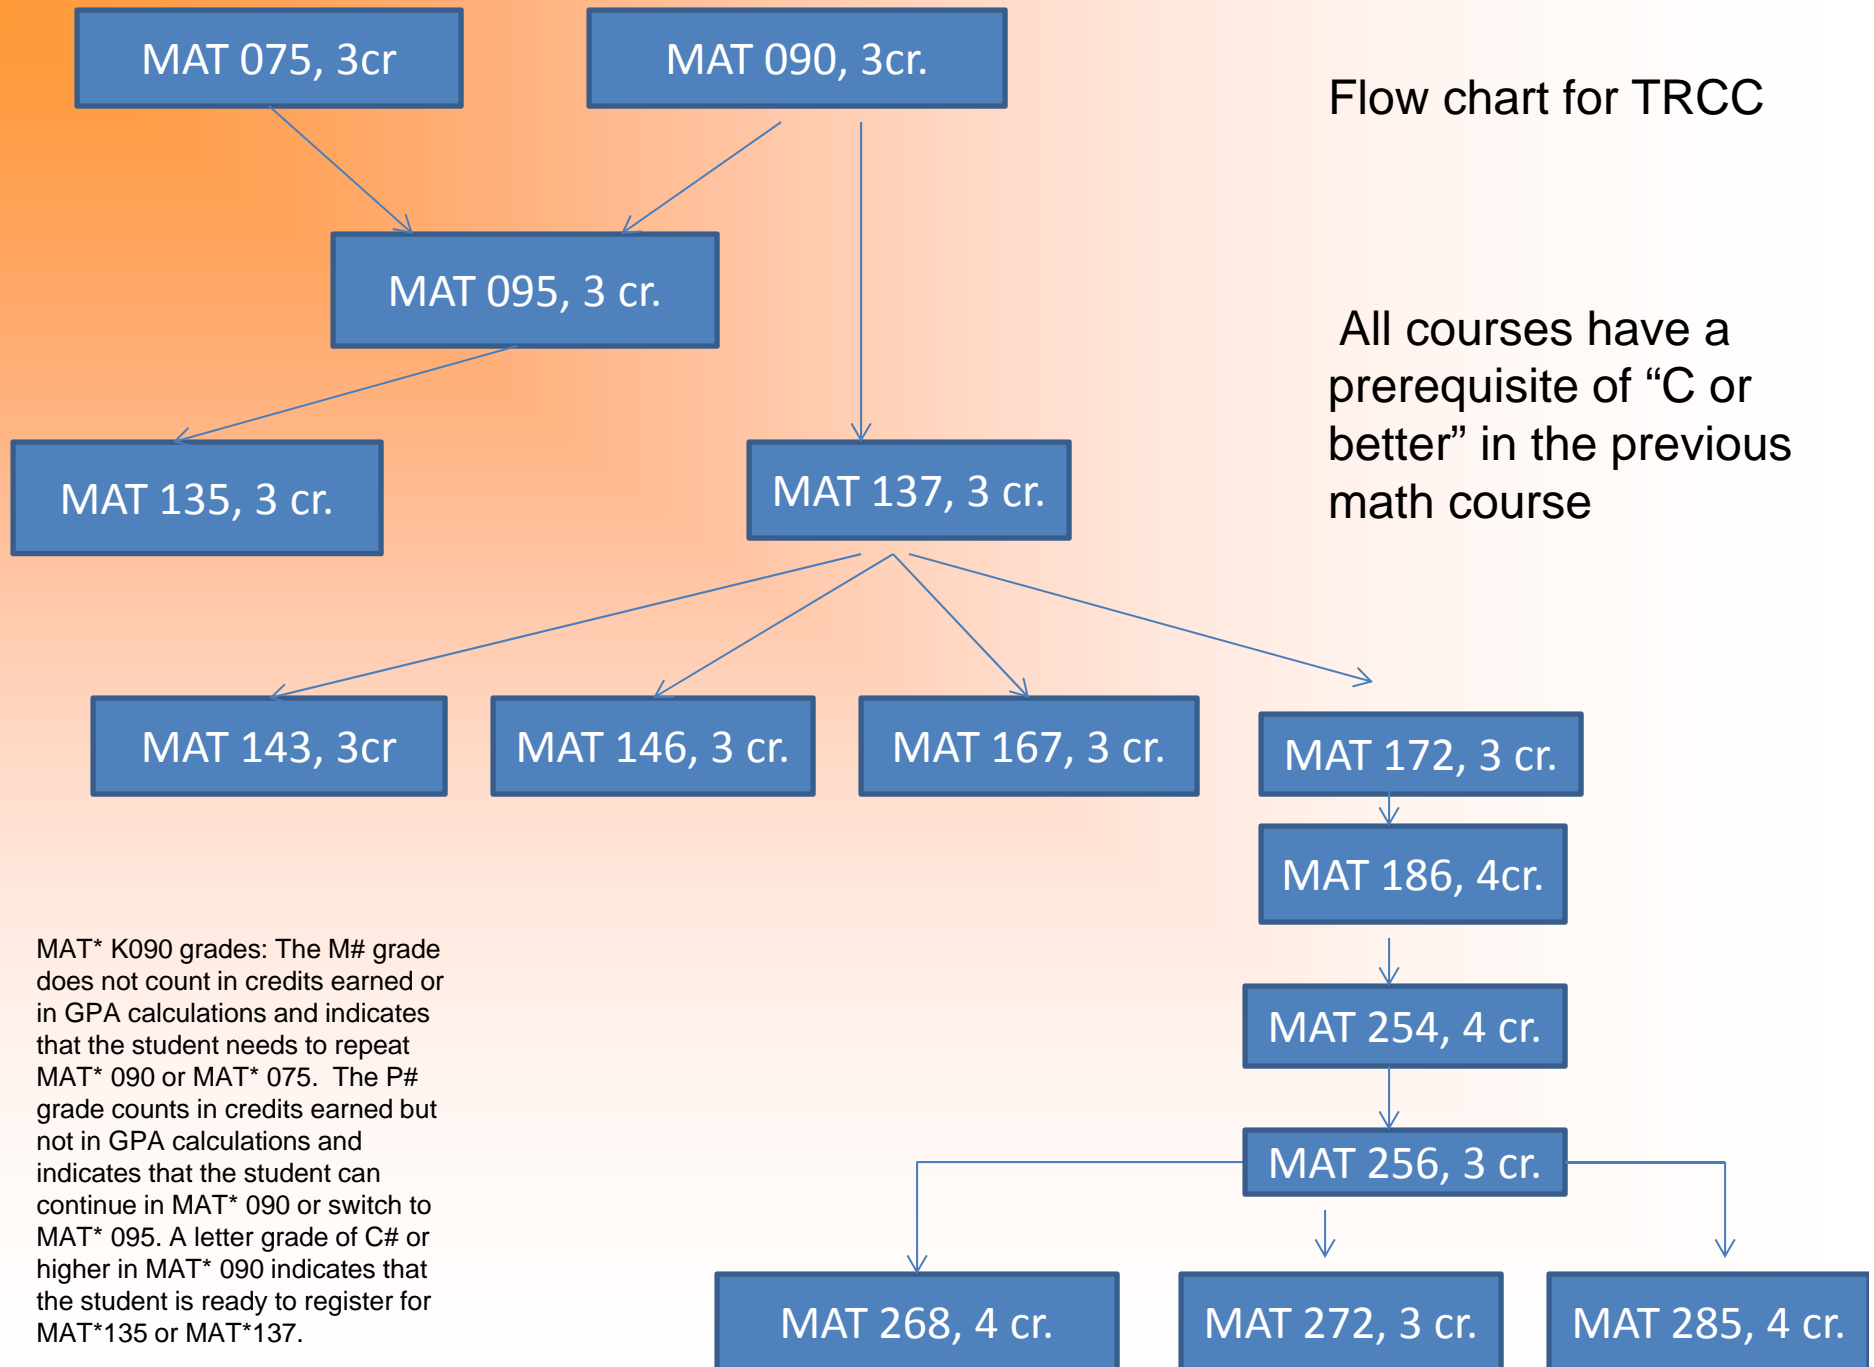 MAT 075, 3cr
MAT 090, 3cr.
Flow chart for TRCC
MAT 095, 3 cr.
All courses have a
prerequisite of “C or
better” in the previous
math course
MAT 135, 3 cr.
MAT 137, 3 cr.
MAT 143, 3cr
MAT 146, 3 cr.
MAT 167, 3 cr.
MAT 172, 3 cr.
MAT 186, 4cr.
MAT* K090 grades: The M# grade
does not count in credits earned or
in GPA calculations and indicates
that the student needs to repeat
MAT* 090 or MAT* 075.  The P#
grade counts in credits earned but
not in GPA calculations and
indicates that the student can
continue in MAT* 090 or switch to
MAT* 095. A letter grade of C# or
higher in MAT* 090 indicates that
the student is ready to register for
MAT*135 or MAT*137.
MAT 254, 4 cr.
MAT 256, 3 cr.
MAT 268, 4 cr.
MAT 272, 3 cr.
MAT 285, 4 cr.